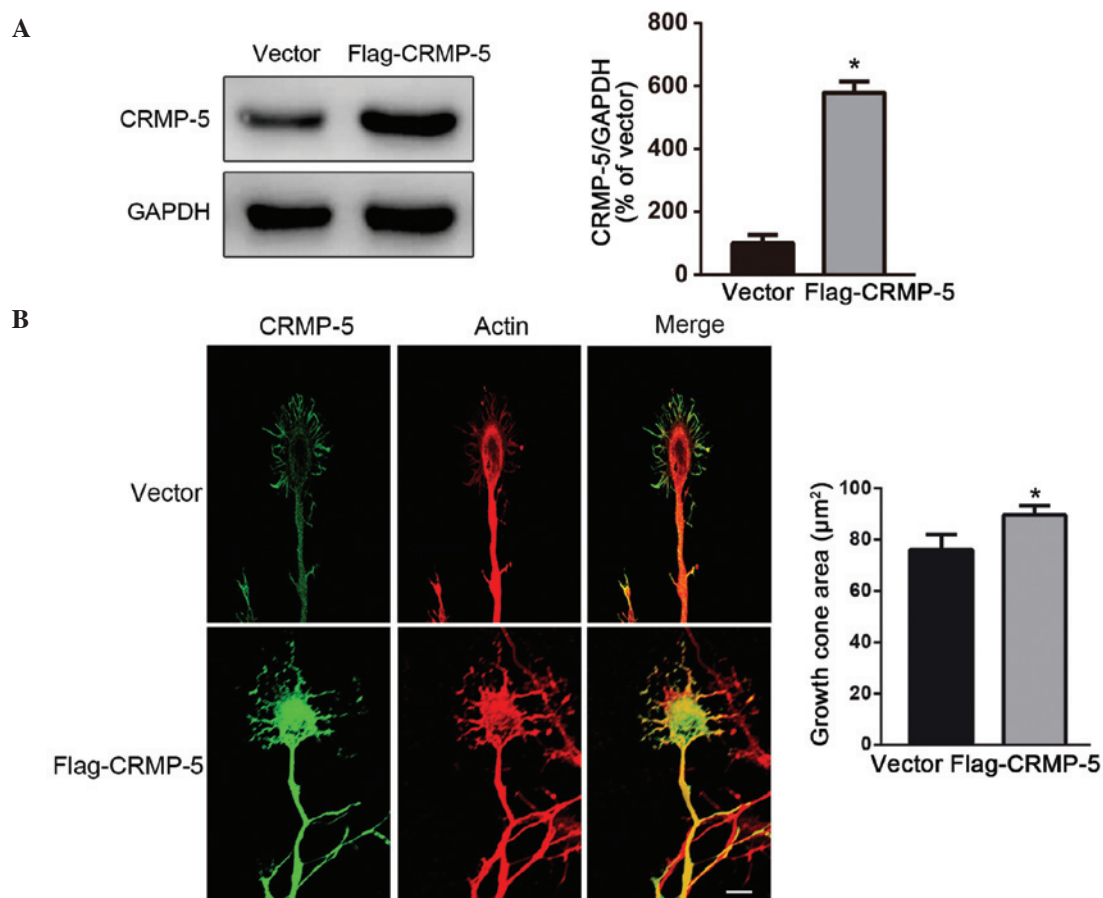 A
Vector Flag-CRMP-5
CRMP-5
GAPDH
CRMP-5/GAPDH
(% of vector)
800
600
400
200
0
*
Vector Flag-CRMP-5
B
CRMP-5 Actin Merge
Vector
Flag-CRMP-5
Growth cone area (µm²)
100
80
60
40
20
0
*
Vector Flag-CRMP-5